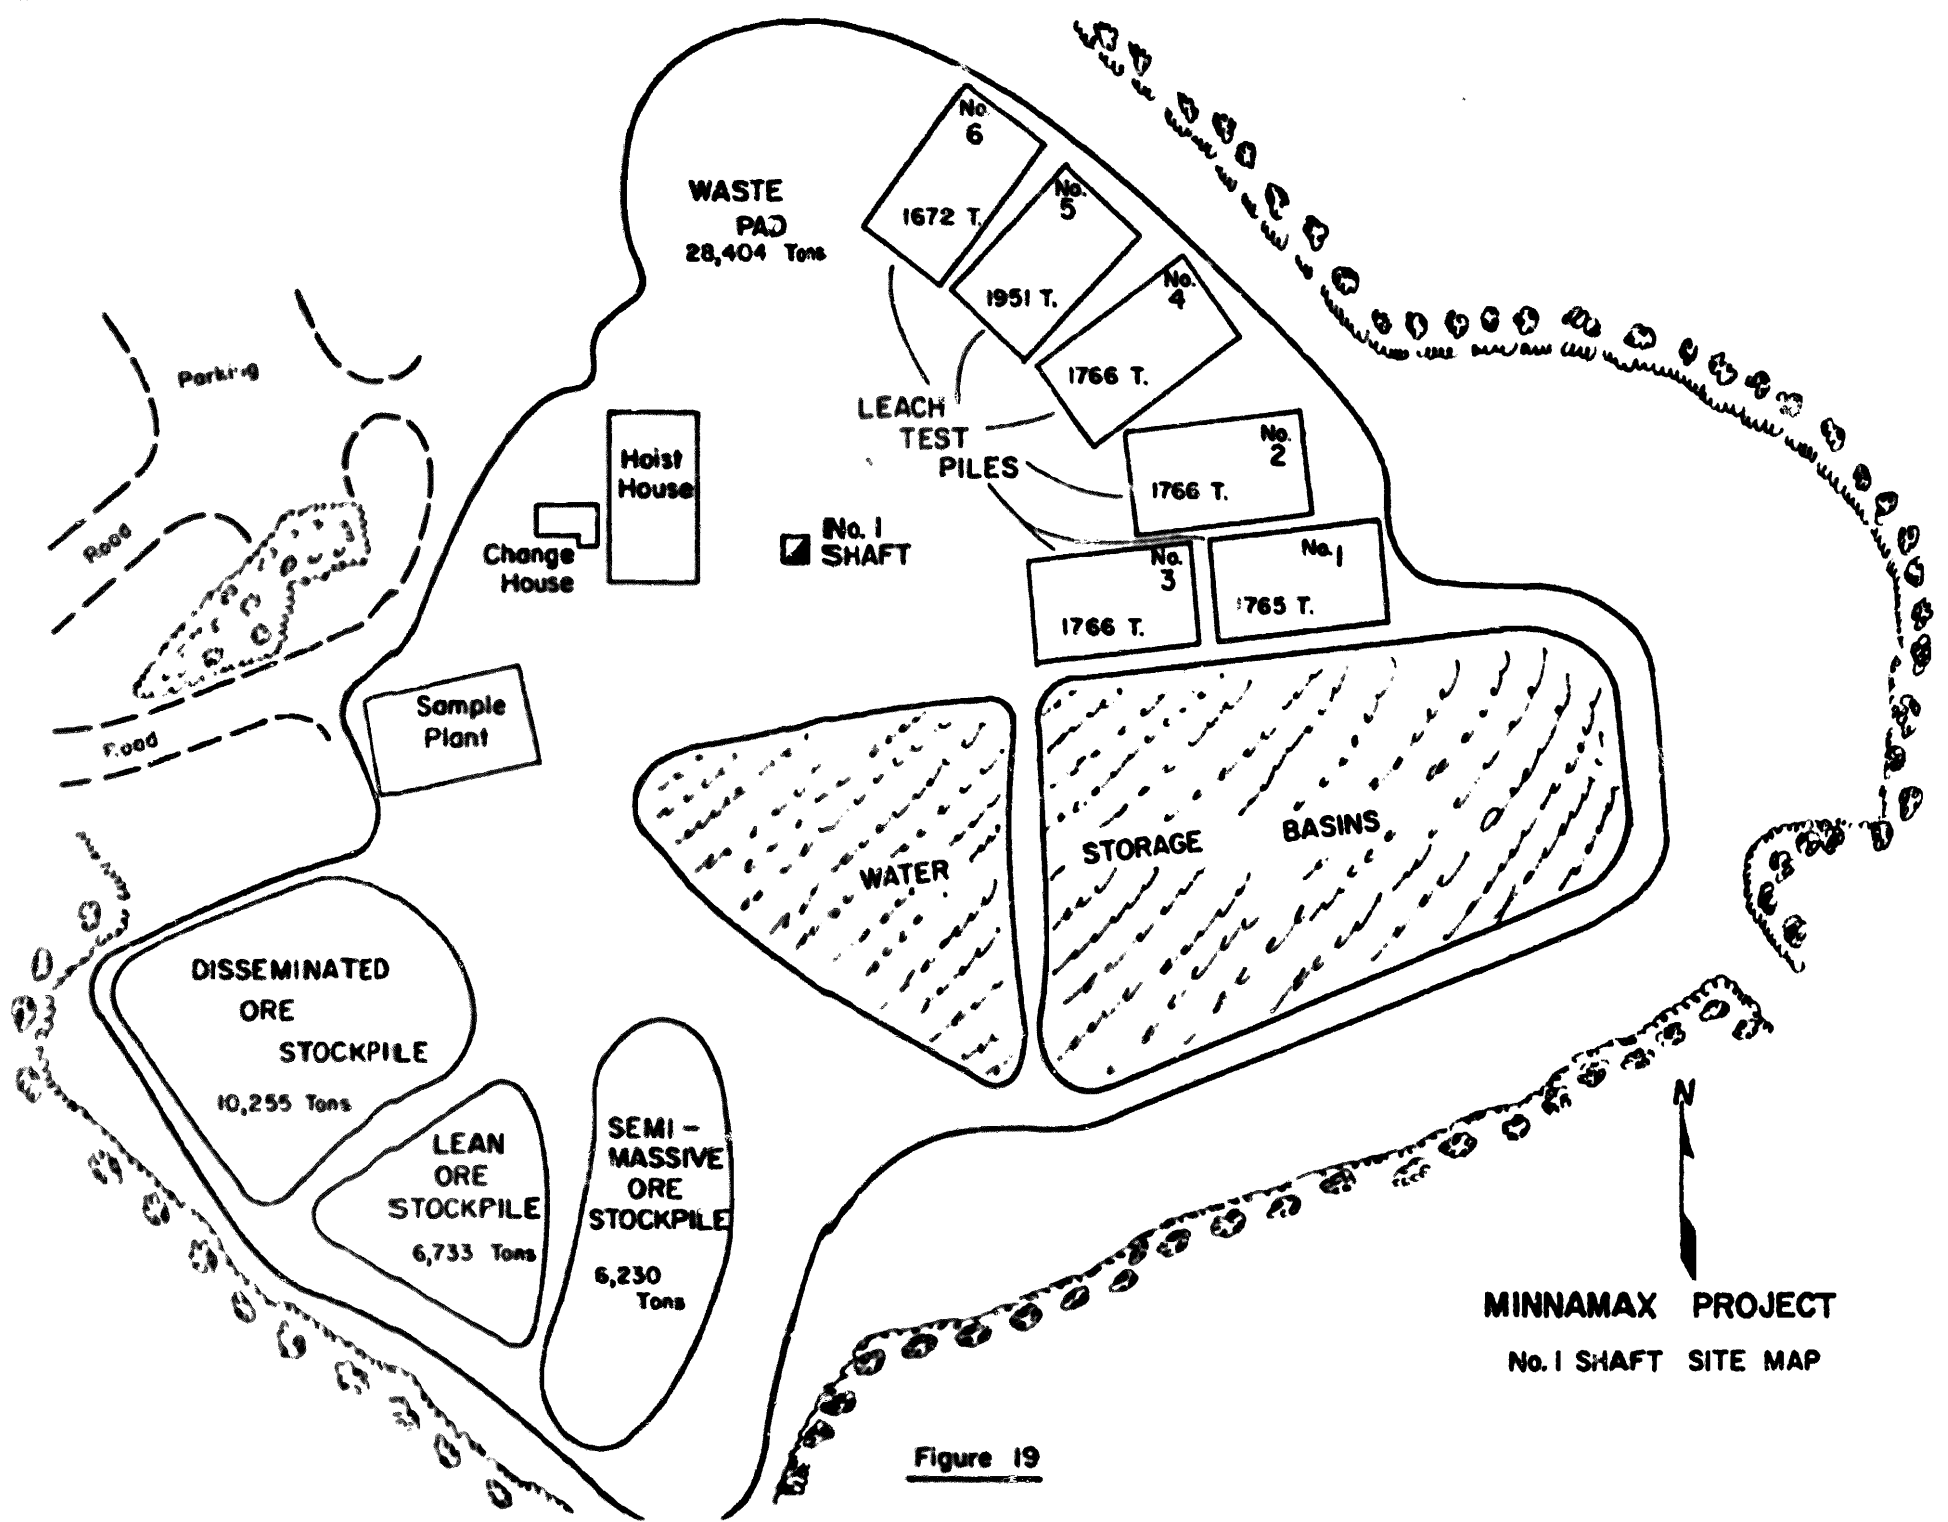 No.
6
1672 T.
WASTE
PAD
28,404 Tons
No.
5
1951 T.
No.
4
1766 T.
Parking
LEACH
TEST
PILES
No.
2
1766 T.
Hoist
House
Change
House
No. 1
SHAFT
No. 1
1765 T.
No.
3
1766 T.
Road
Sample
Plant
Road
WATER
STORAGE
BASINS
DISSEMINATED
ORE
STOCKPILE
10,255 Tons
LEAN
ORE
STOCKPILE
6,733 Tons
SEMI -
MASSIVE
ORE
STOCKPILE
6,230
Tons
N
MINNAMAX PROJECT
No. 1 SHAFT SITE MAP
Figure 19